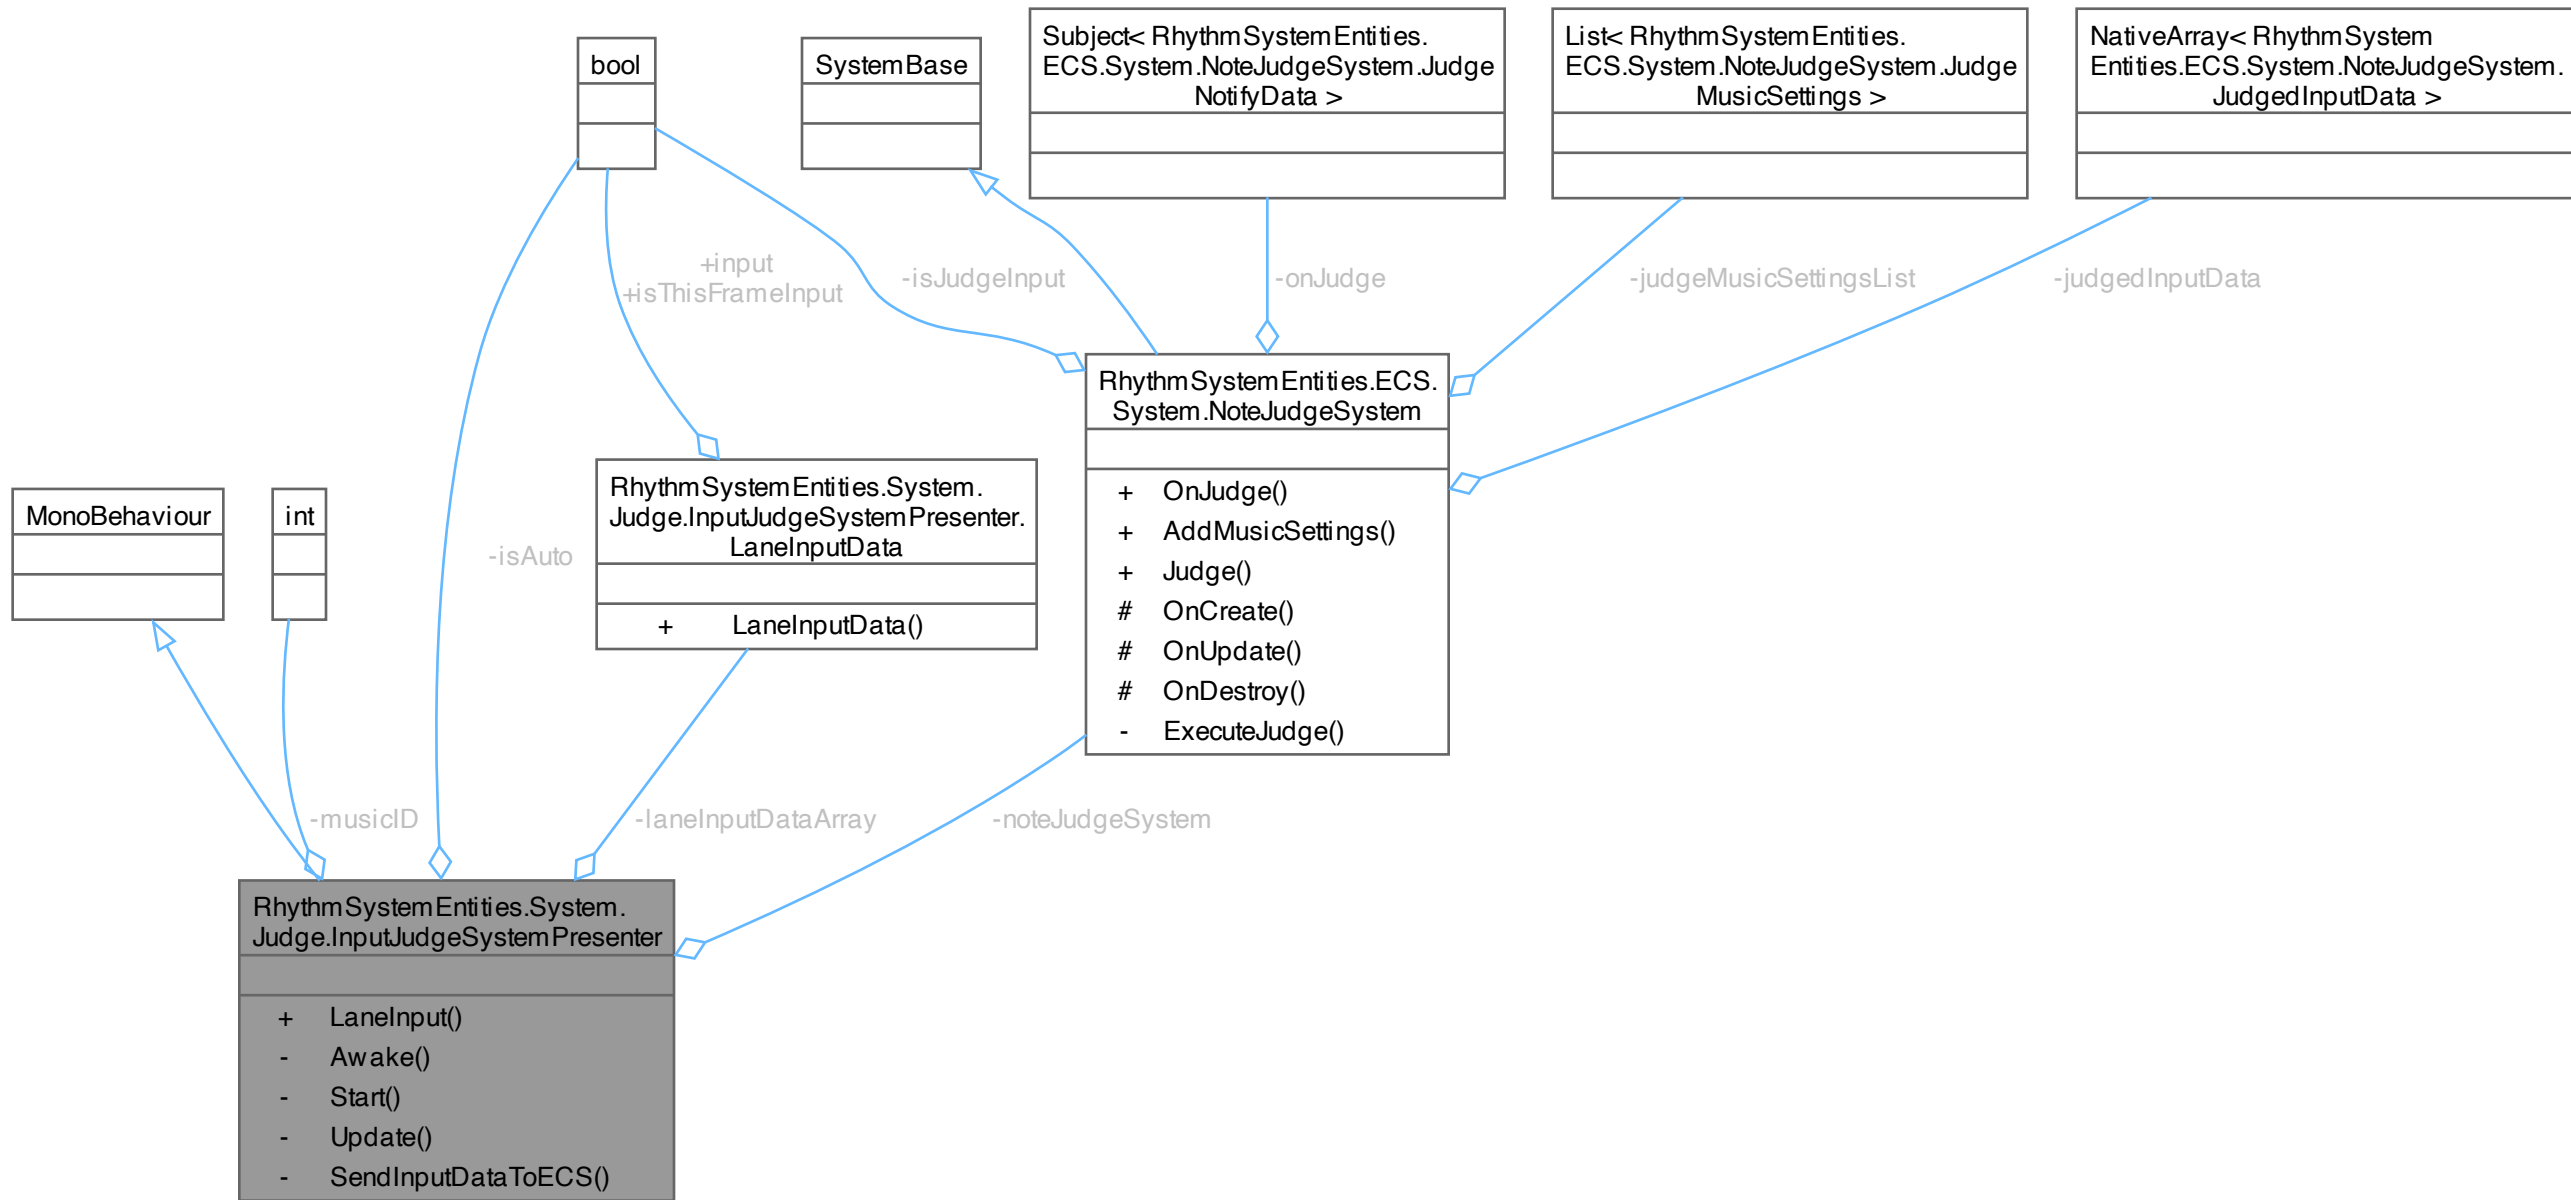 bool
SystemBase
Subject< RhythmSystemEntities.
ECS.System.NoteJudgeSystem.Judge
NotifyData >
List< RhythmSystemEntities.
ECS.System.NoteJudgeSystem.Judge
MusicSettings >
NativeArray< RhythmSystem
Entities.ECS.System.NoteJudgeSystem.
JudgedInputData >
+input
+isThisFrameInput
-isJudgeInput
-onJudge
-judgeMusicSettingsList
-judgedInputData
RhythmSystemEntities.ECS.
System.NoteJudgeSystem
+ OnJudge()
+ AddMusicSettings()
+ Judge()
# OnCreate()
# OnUpdate()
# OnDestroy()
- ExecuteJudge()
MonoBehaviour
int
-isAuto
RhythmSystemEntities.System.
Judge.InputJudgeSystemPresenter.
LaneInputData
+ LaneInputData()
-musicID
-laneInputDataArray
-noteJudgeSystem
RhythmSystemEntities.System.
Judge.InputJudgeSystemPresenter
+ LaneInput()
- Awake()
- Start()
- Update()
- SendInputDataToECS()